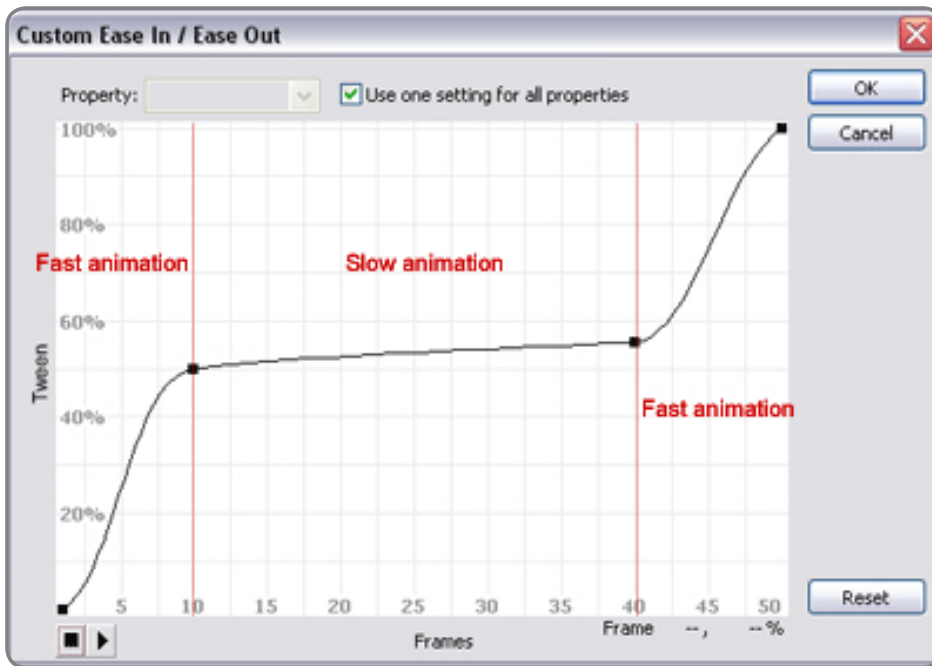 Custom Ease In / Ease Out
Property:
Use one setting for all properties
OK
Cancel
100%
80%
Fast animation
Slow animation
60%
Tween
40%
Fast animation
20%
5 10 15 20 25 30 35 40 45 50
Reset
Frames
Frame --, --%